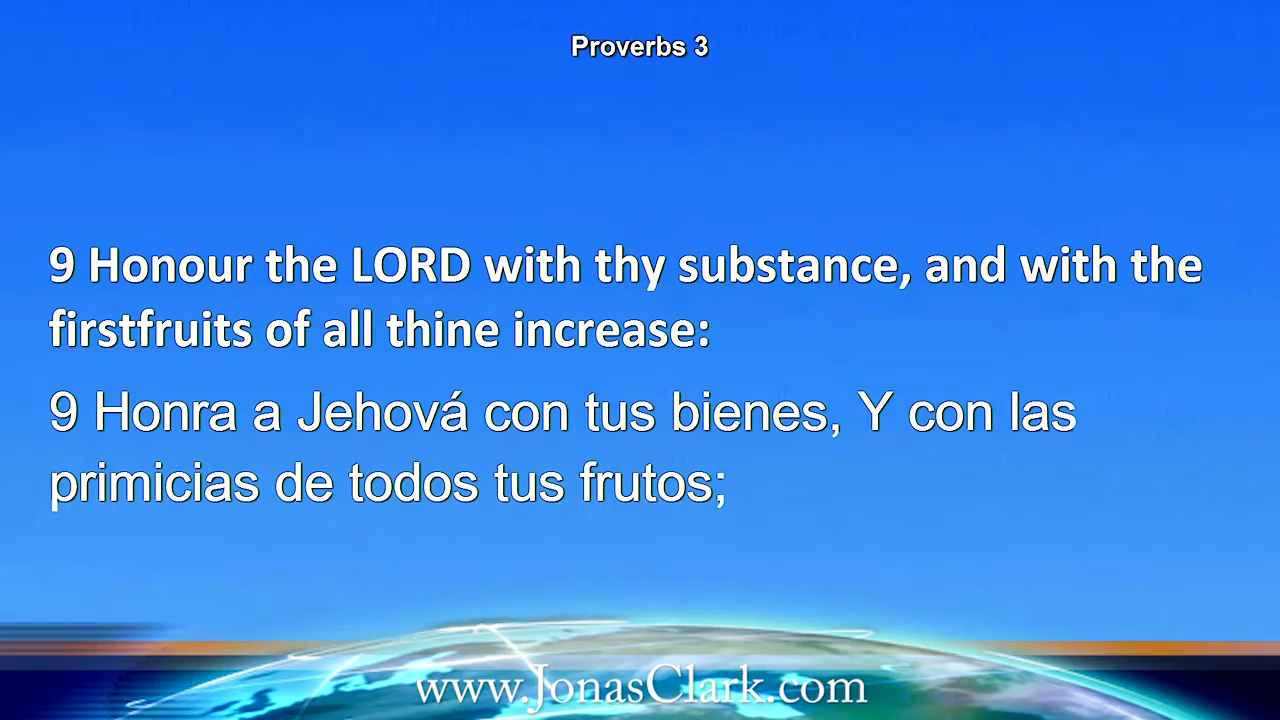 Proverbs 3
9 Honour the LORD with thy substance, and with the
firstfruits of all thine increase:
9 Honra a Jehová con tus bienes, Y con las
primicias de todos tus frutos;
www.JonasClark.com